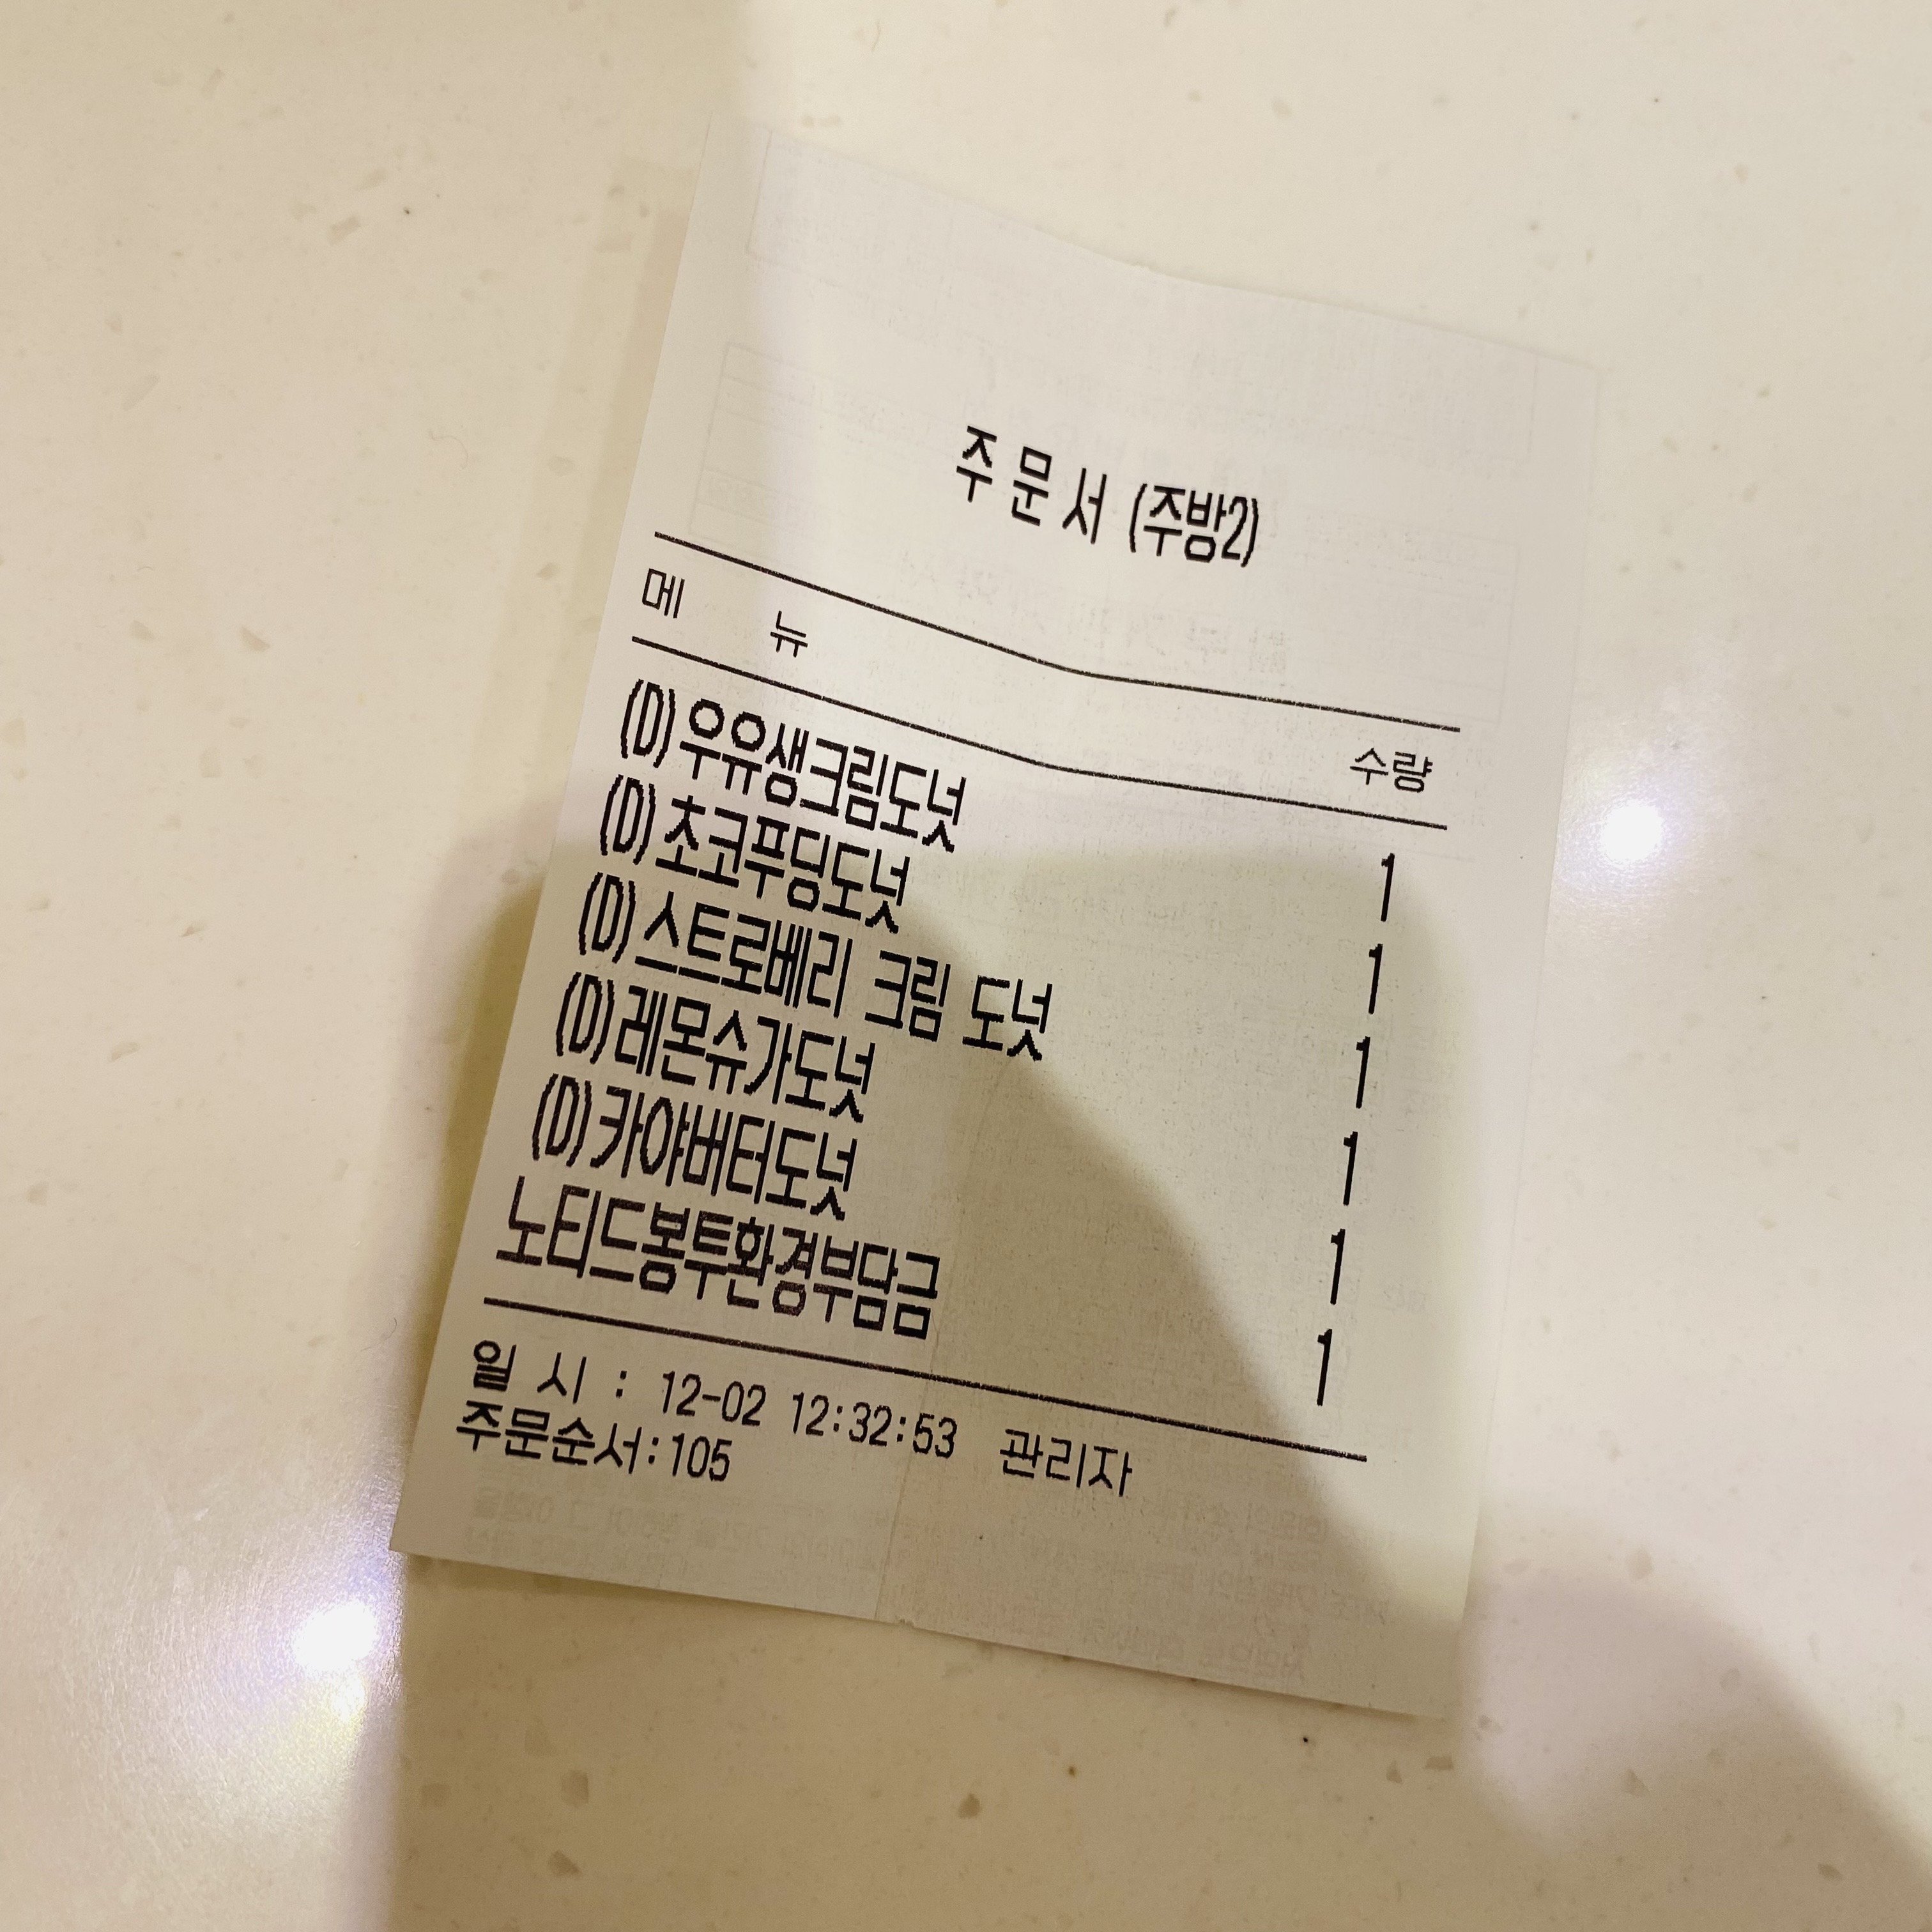 주 문 서 (주방2)
메 뉴 수량
(D)우유생크림도넛 1
(D)초코푸딩도넛 1
(D)스트로베리 크림 도넛 1
(D)레몬슈가도넛 1
(D)카야버터도넛 1
노티드봉투환경부담금 1
일 시 : 12-02 12:32:53 관리자
주문순서:105